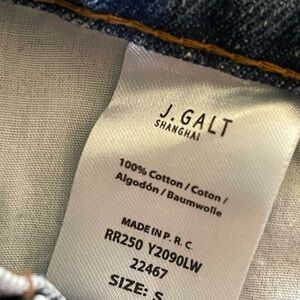 J. GALT
SHANGHAI
100% Cotton / Coton /
Algodón / Baumwolle
MADE IN P. R. C.
RR250 Y2090LW
22467
SIZE: S